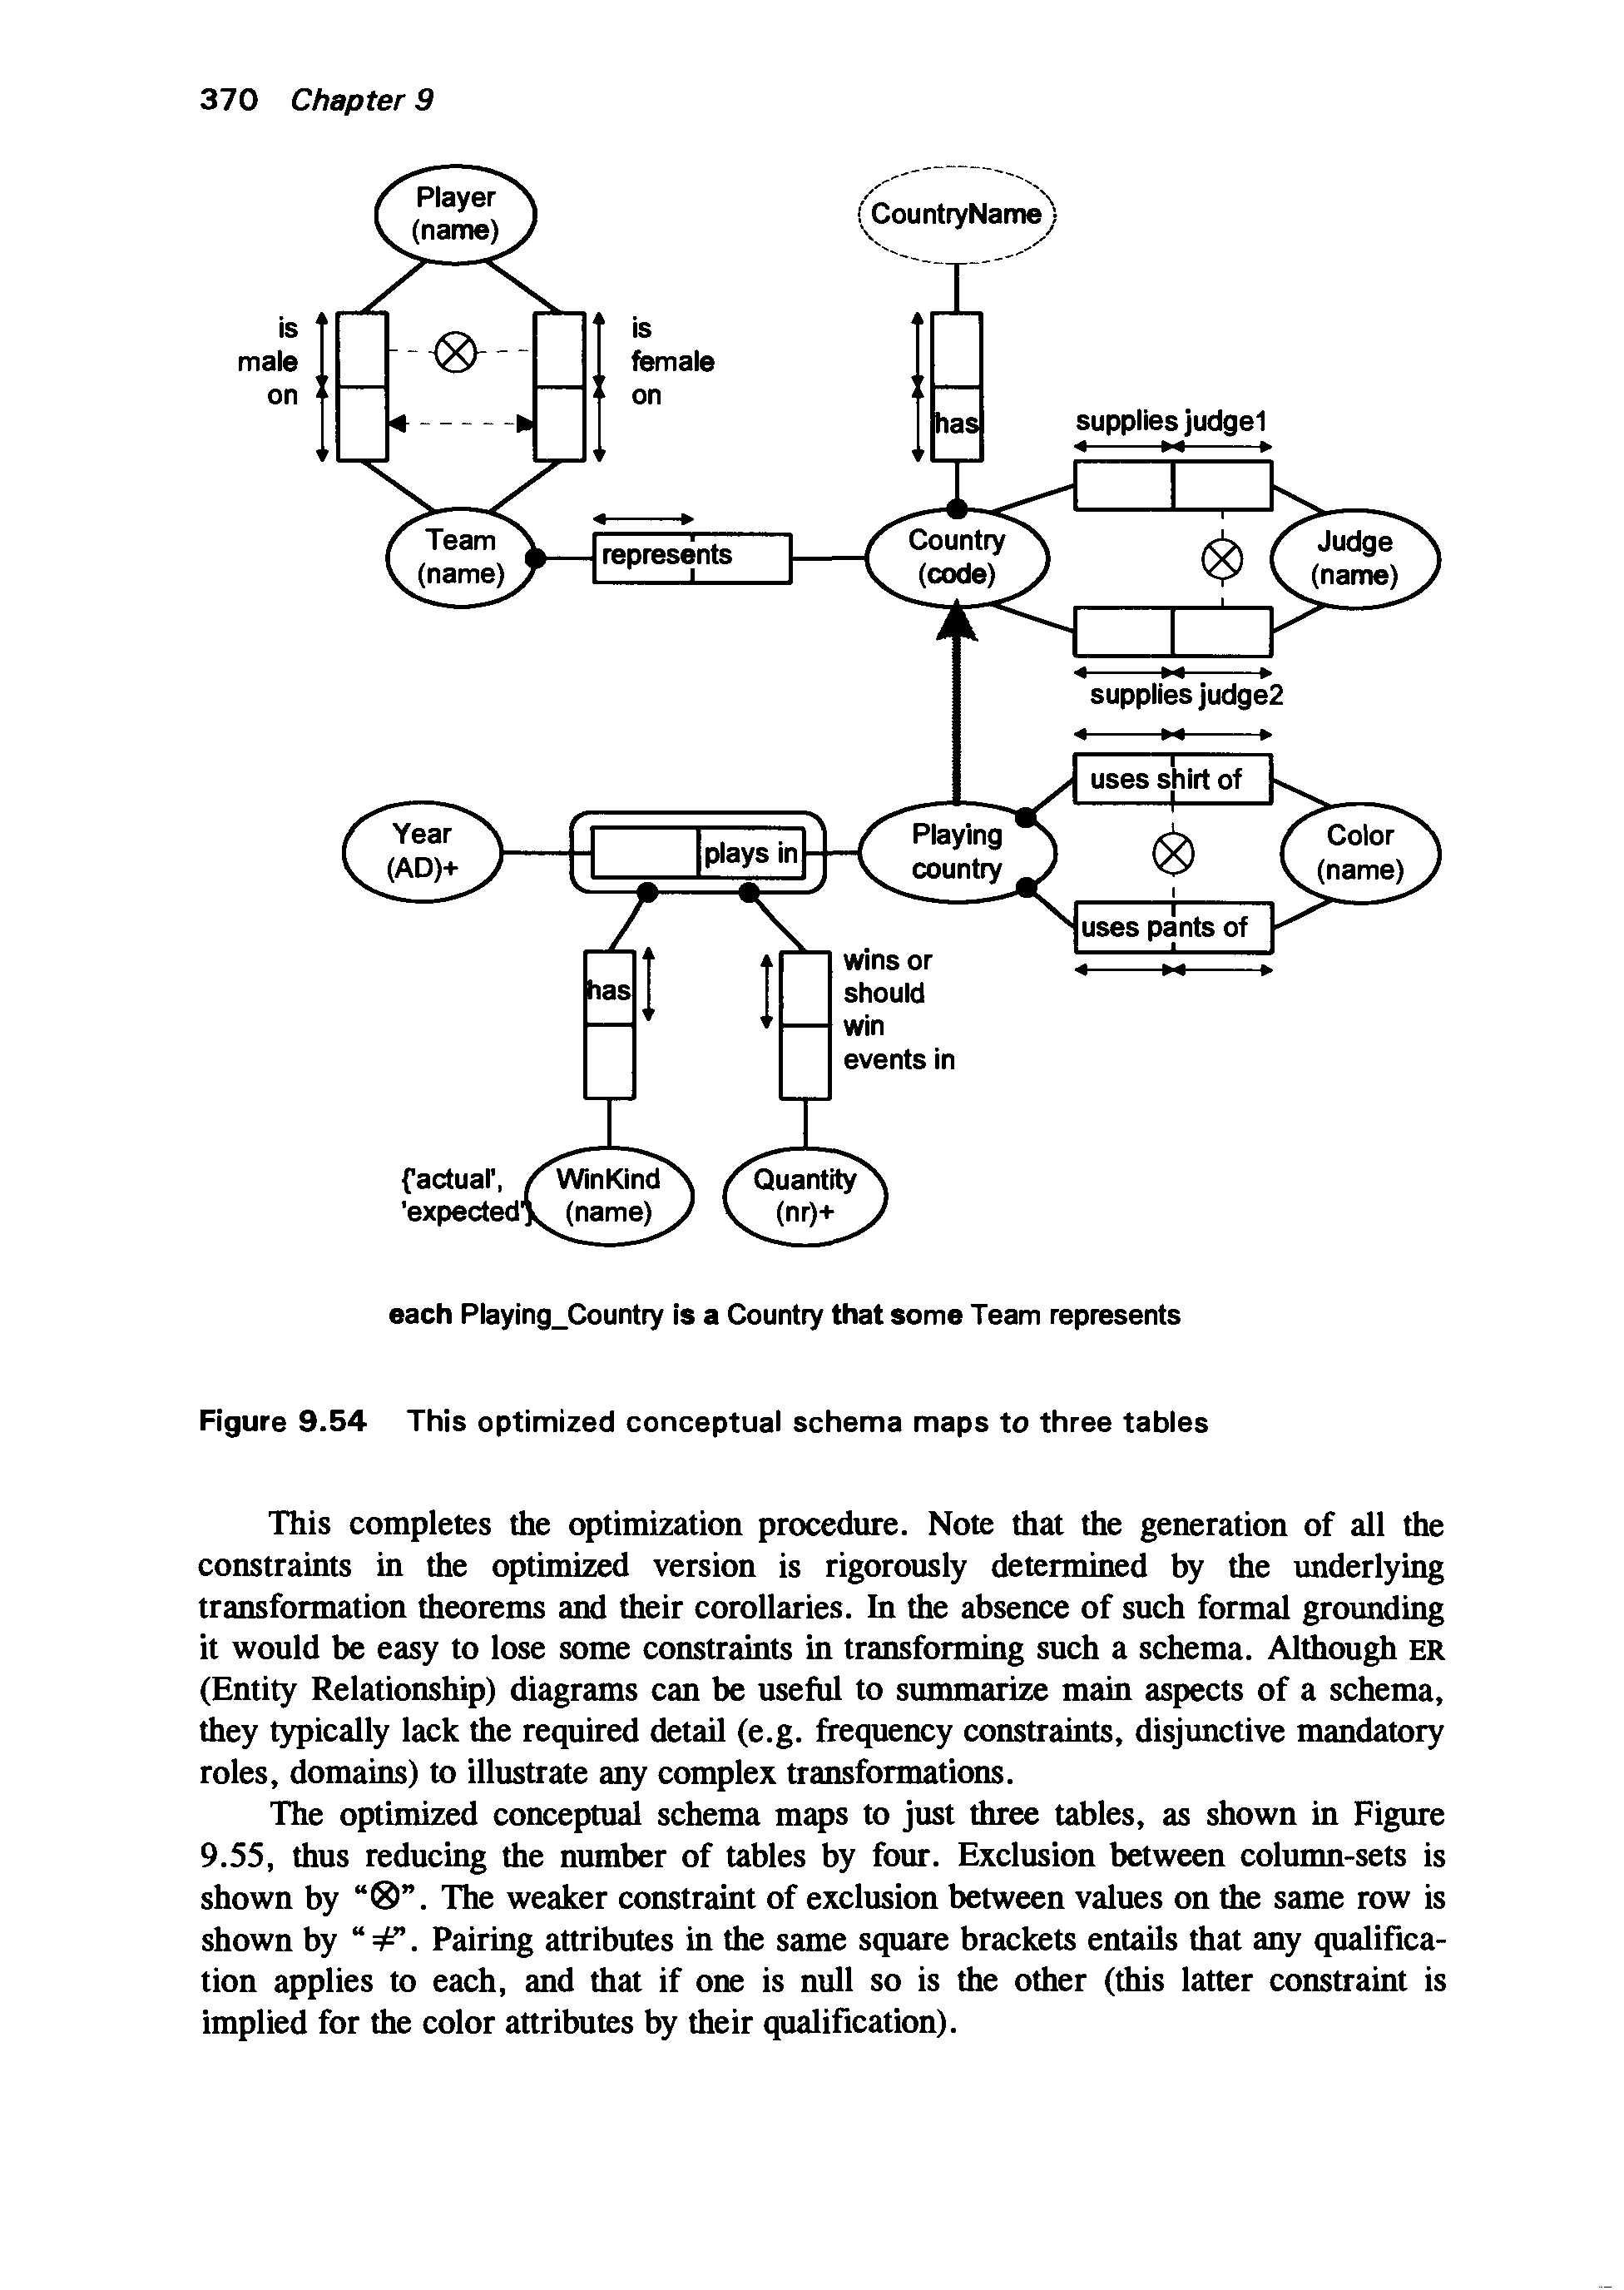 370 Chapter 9
Player
(name)
CountryName
is
male
on
is
female
on
has
supplies judge1
Team
(name)
represents
Country
(code)
Judge
(name)
supplies judge2
uses shirt of
Year
(AD)+
plays in
Playing
country
Color
(name)
uses pants of
has
wins or
should
win
events in
{'actual',
'expected'}
WinKind
(name)
Quantity
(nr)+
each Playing_Country is a Country that some Team represents
Figure 9.54 This optimized conceptual schema maps to three tables
This completes the optimization procedure. Note that the generation of all the
constraints in the optimized version is rigorously determined by the underlying
transformation theorems and their corollaries. In the absence of such formal grounding
it would be easy to lose some constraints in transforming such a schema. Although ER
(Entity Relationship) diagrams can be useful to summarize main aspects of a schema,
they typically lack the required detail (e.g. frequency constraints, disjunctive mandatory
roles, domains) to illustrate any complex transformations.
The optimized conceptual schema maps to just three tables, as shown in Figure
9.55, thus reducing the number of tables by four. Exclusion between column-sets is
shown by “⊗”. The weaker constraint of exclusion between values on the same row is
shown by “≠”. Pairing attributes in the same square brackets entails that any qualifica-
tion applies to each, and that if one is null so is the other (this latter constraint is
implied for the color attributes by their qualification).